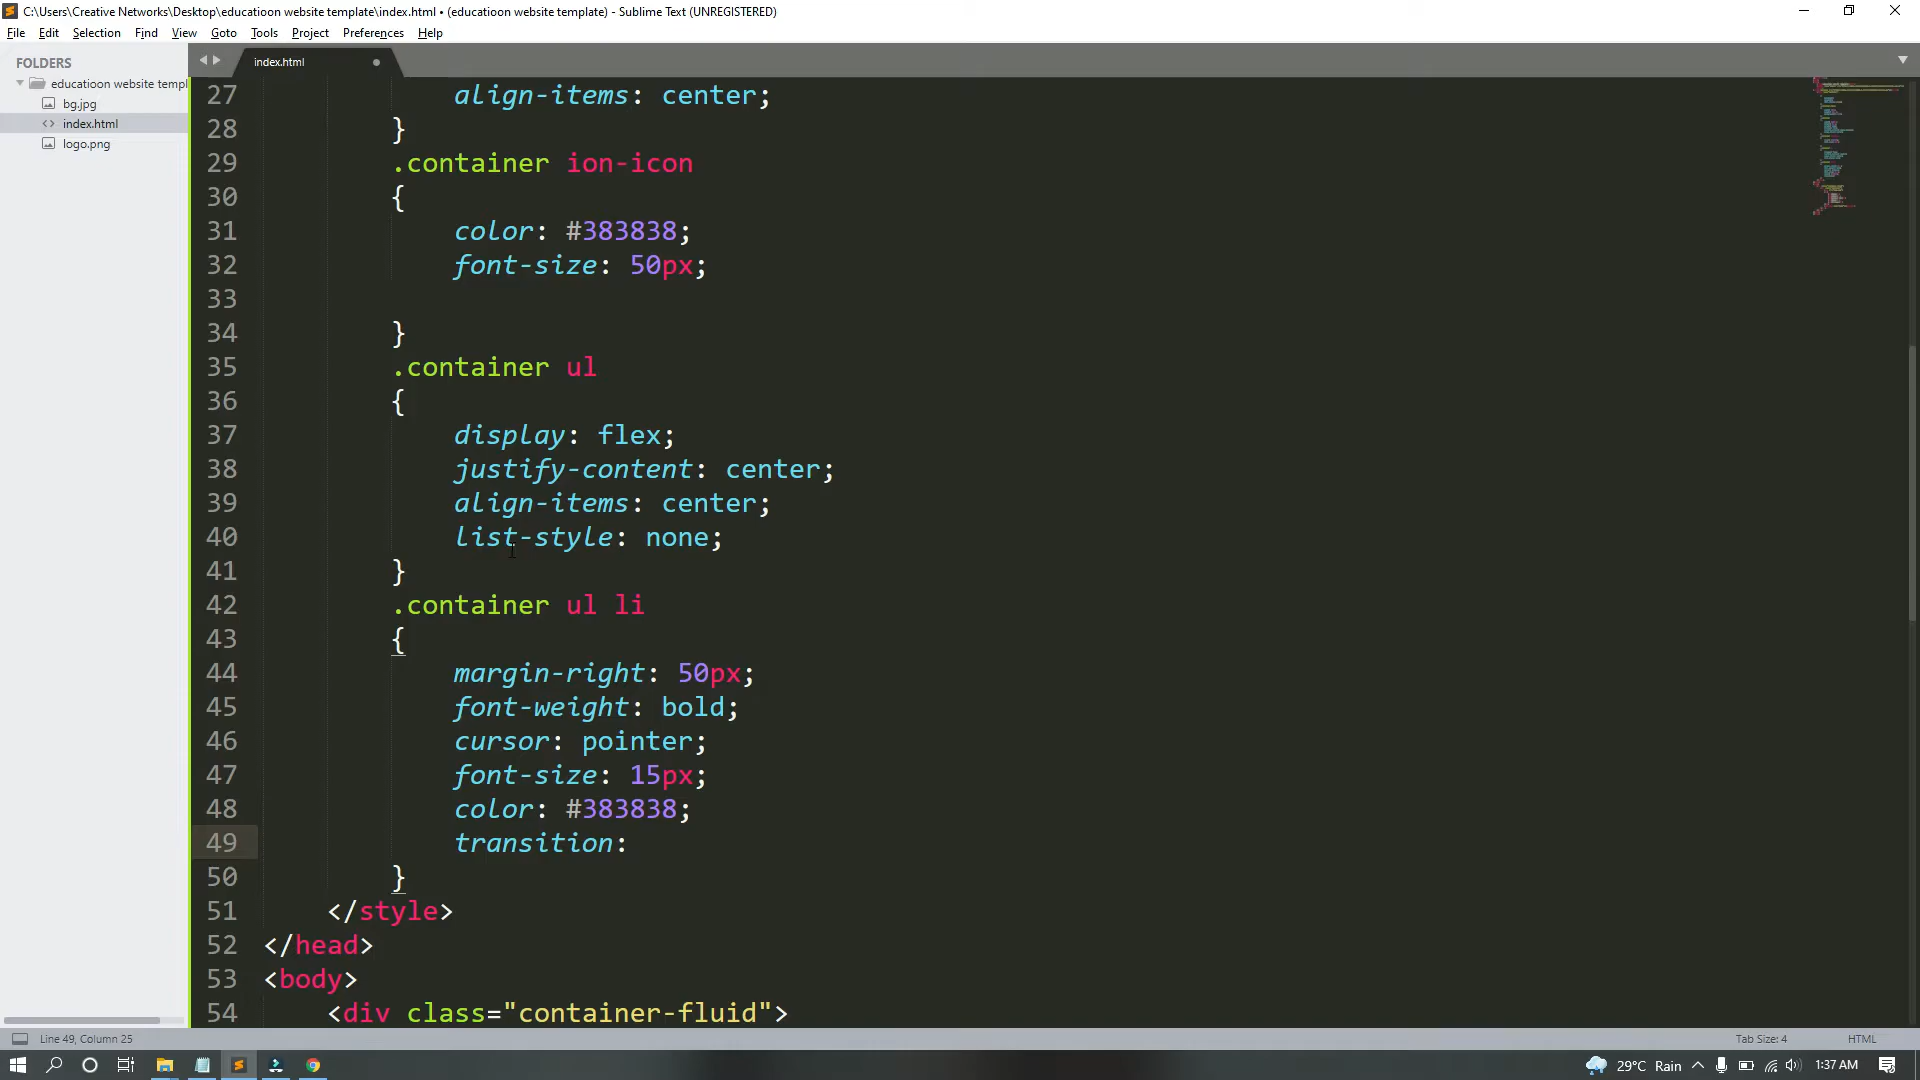 C:\Users\Creative Networks\Desktop\educatioon website template\index.html • (educatioon website template) - Sublime Text (UNREGISTERED)
File Edit Selection Find View Goto Tools Project Preferences Help
FOLDERS
educatioon website templ
bg.jpg
index.html
logo.png
index.html
27 align-items: center;
28 }
29 .container ion-icon
30 {
31 color: #383838;
32 font-size: 50px;
33
34 }
35 .container ul
36 {
37 display: flex;
38 justify-content: center;
39 align-items: center;
40 list-style: none;
41 }
42 .container ul li
43 {
44 margin-right: 50px;
45 font-weight: bold;
46 cursor: pointer;
47 font-size: 15px;
48 color: #383838;
49 transition:
50 }
51 </style>
52 </head>
53 <body>
54 <div class="container-fluid">
Line 49, Column 25
Tab Size: 4
HTML
29°C Rain
1:37 AM